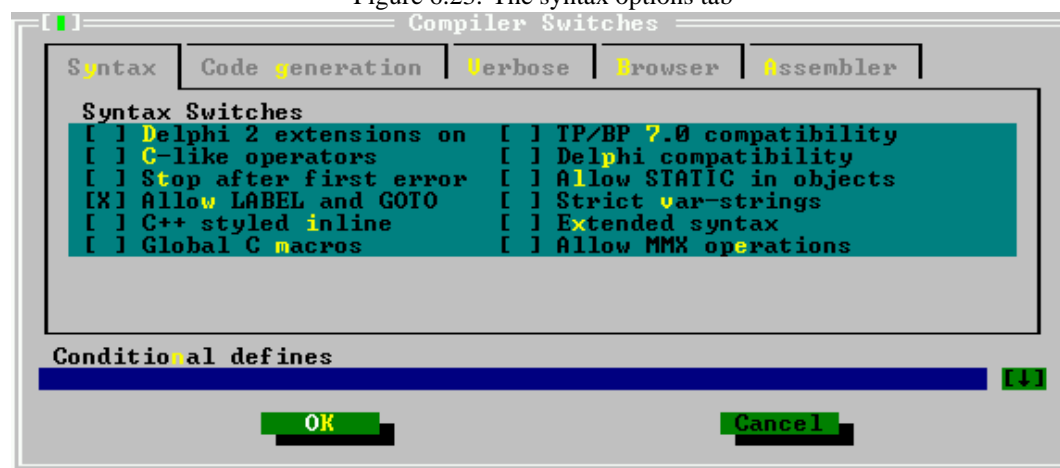 Figure 6.23: The syntax options tab
[ ] Compiler Switches
Syntax Code generation Verbose Browser Assembler
Syntax Switches
[ ] Delphi 2 extensions on [ ] TP/BP 7.0 compatibility
[ ] C-like operators [ ] Delphi compatibility
[ ] Stop after first error [ ] Allow STATIC in objects
[X] Allow LABEL and GOTO [ ] Strict var-strings
[ ] C++ styled inline [ ] Extended syntax
[ ] Global C macros [ ] Allow MMX operations
Conditional defines
[↓]
OK Cancel